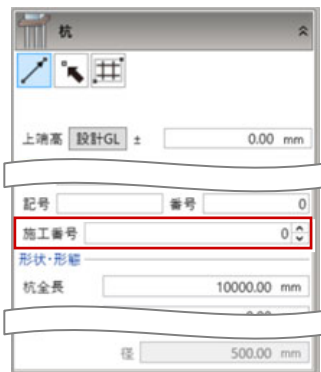 杭
上端高 設計GL ± 0.00 mm
記号 番号 0
施工番号 0
形状・形態
杭全長 10000.00 mm
径 500.00 mm